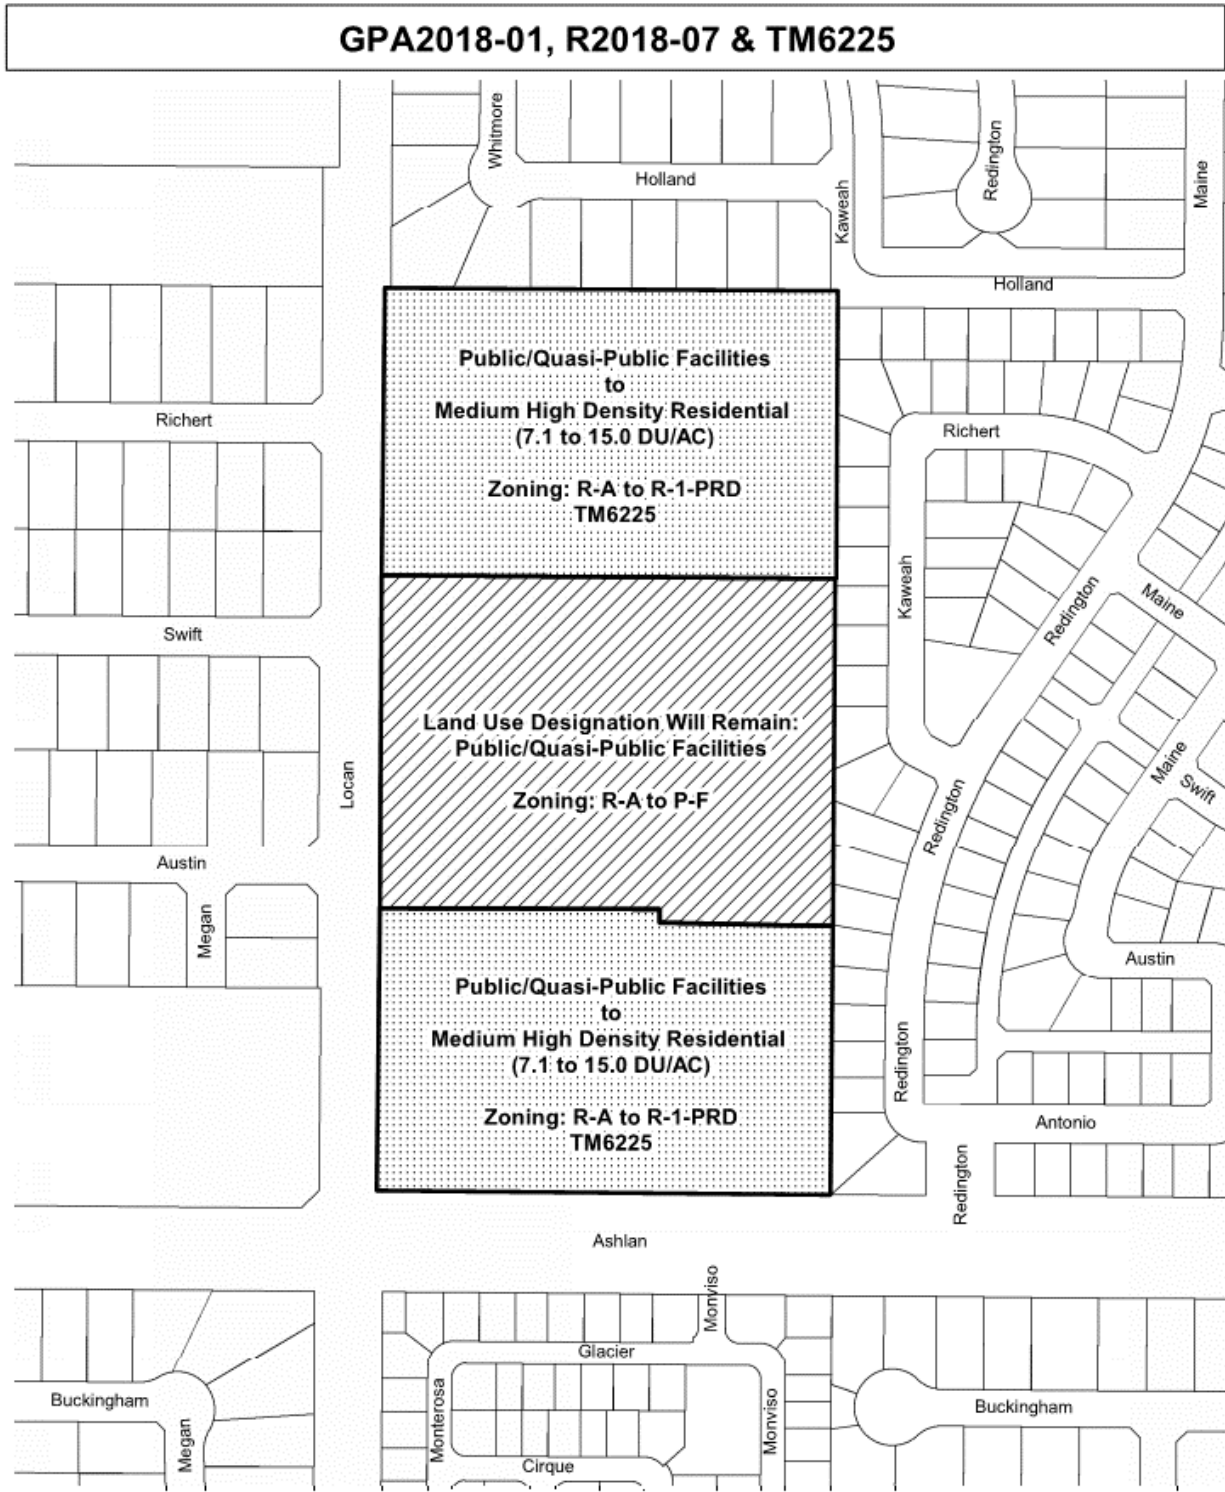 GPA2018-01, R2018-07 & TM6225
Whitmore
Holland
Kaweah
Redington
Maine
Holland
Public/Quasi-Public Facilities
to
Medium High Density Residential
(7.1 to 15.0 DU/AC)
Zoning: R-A to R-1-PRD
TM6225
Richert
Richert
Kaweah
Redington
Maine
Swift
Land Use Designation Will Remain:
Public/Quasi-Public Facilities
Zoning: R-A to P-F
Locan
Redington
Maine
Swift
Austin
Megan
Austin
Public/Quasi-Public Facilities
to
Medium High Density Residential
(7.1 to 15.0 DU/AC)
Zoning: R-A to R-1-PRD
TM6225
Redington
Antonio
Redington
Ashlan
Monviso
Glacier
Buckingham
Megan
Monterosa
Monviso
Buckingham
Cirque